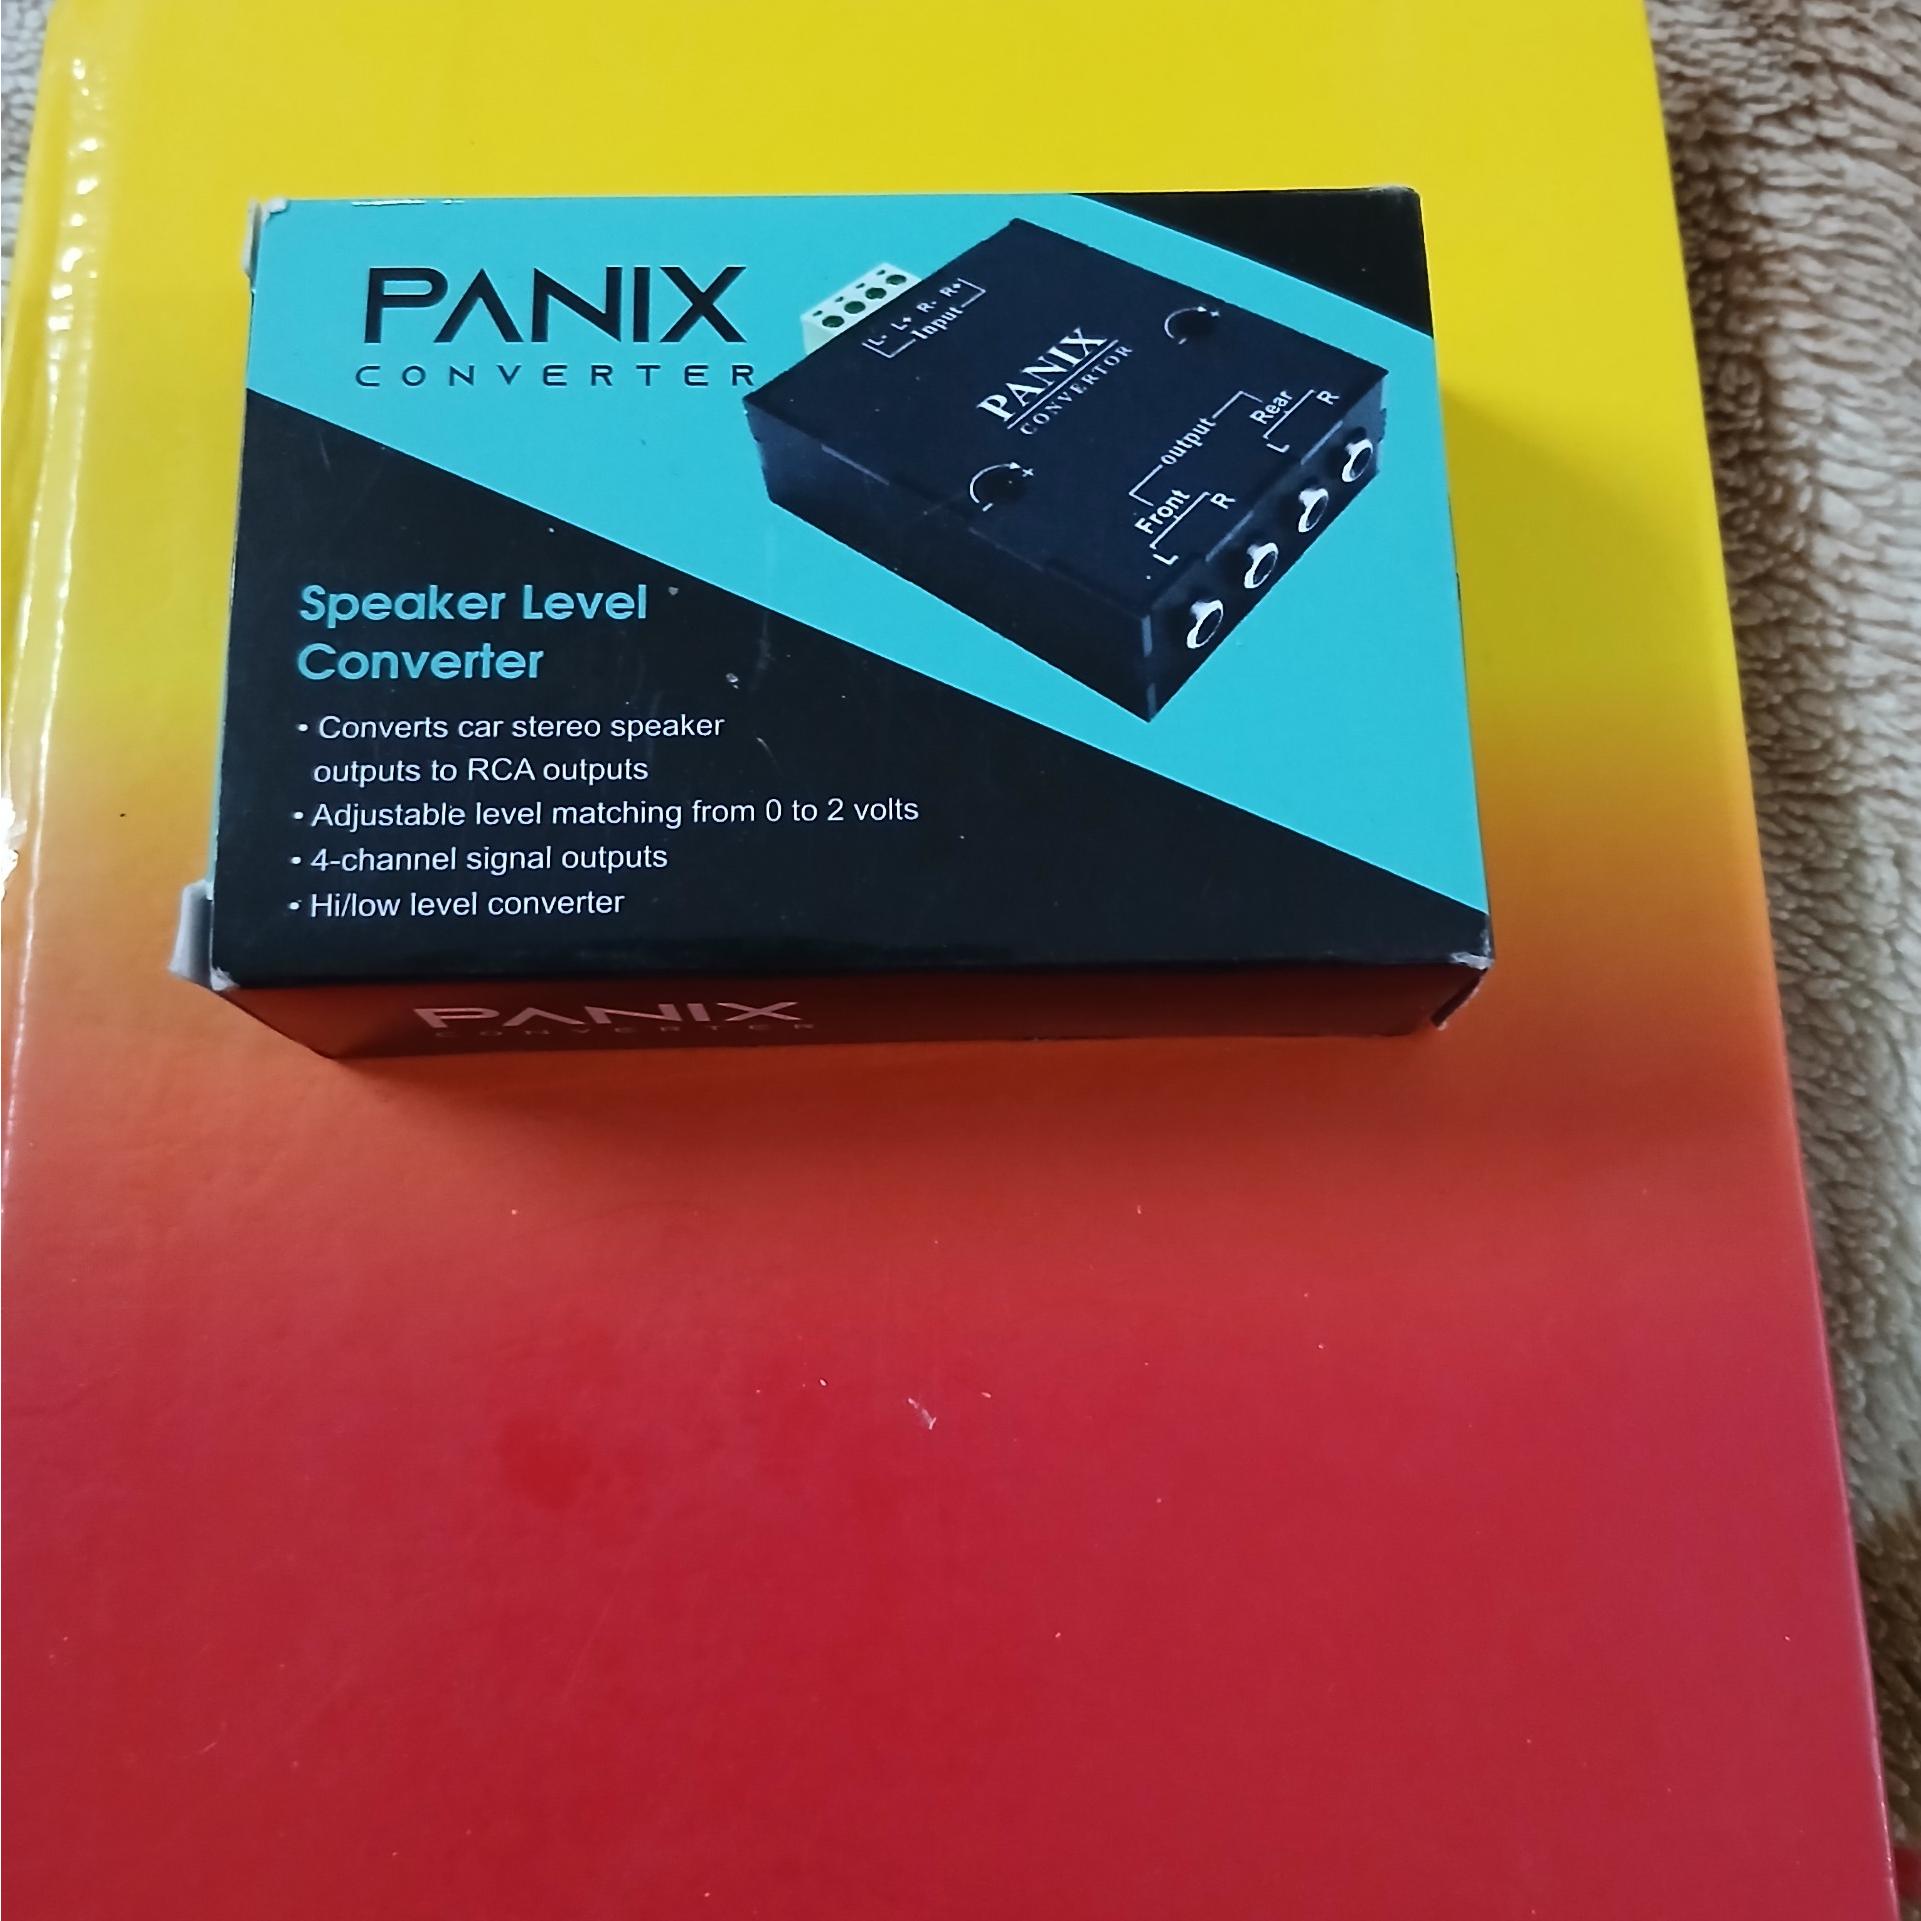 PANIX
CONVERTER
L- L+ R- R+
Input
PANIX
CONVERTOR
- +
- +
output
Front
L R
Rear
L R
Speaker Level
Converter
• Converts car stereo speaker
outputs to RCA outputs
• Adjustable level matching from 0 to 2 volts
• 4-channel signal outputs
• Hi/low level converter
PANIX
CONVERTER